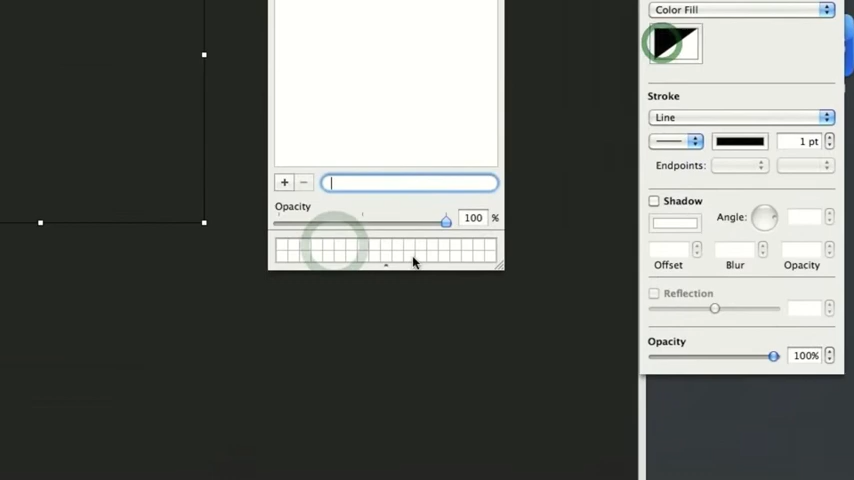 Color Fill
Stroke
Line
1 pt
Endpoints:
Opacity
100 %
Shadow
Angle:
Offset
Blur
Opacity
Reflection
Opacity
100%